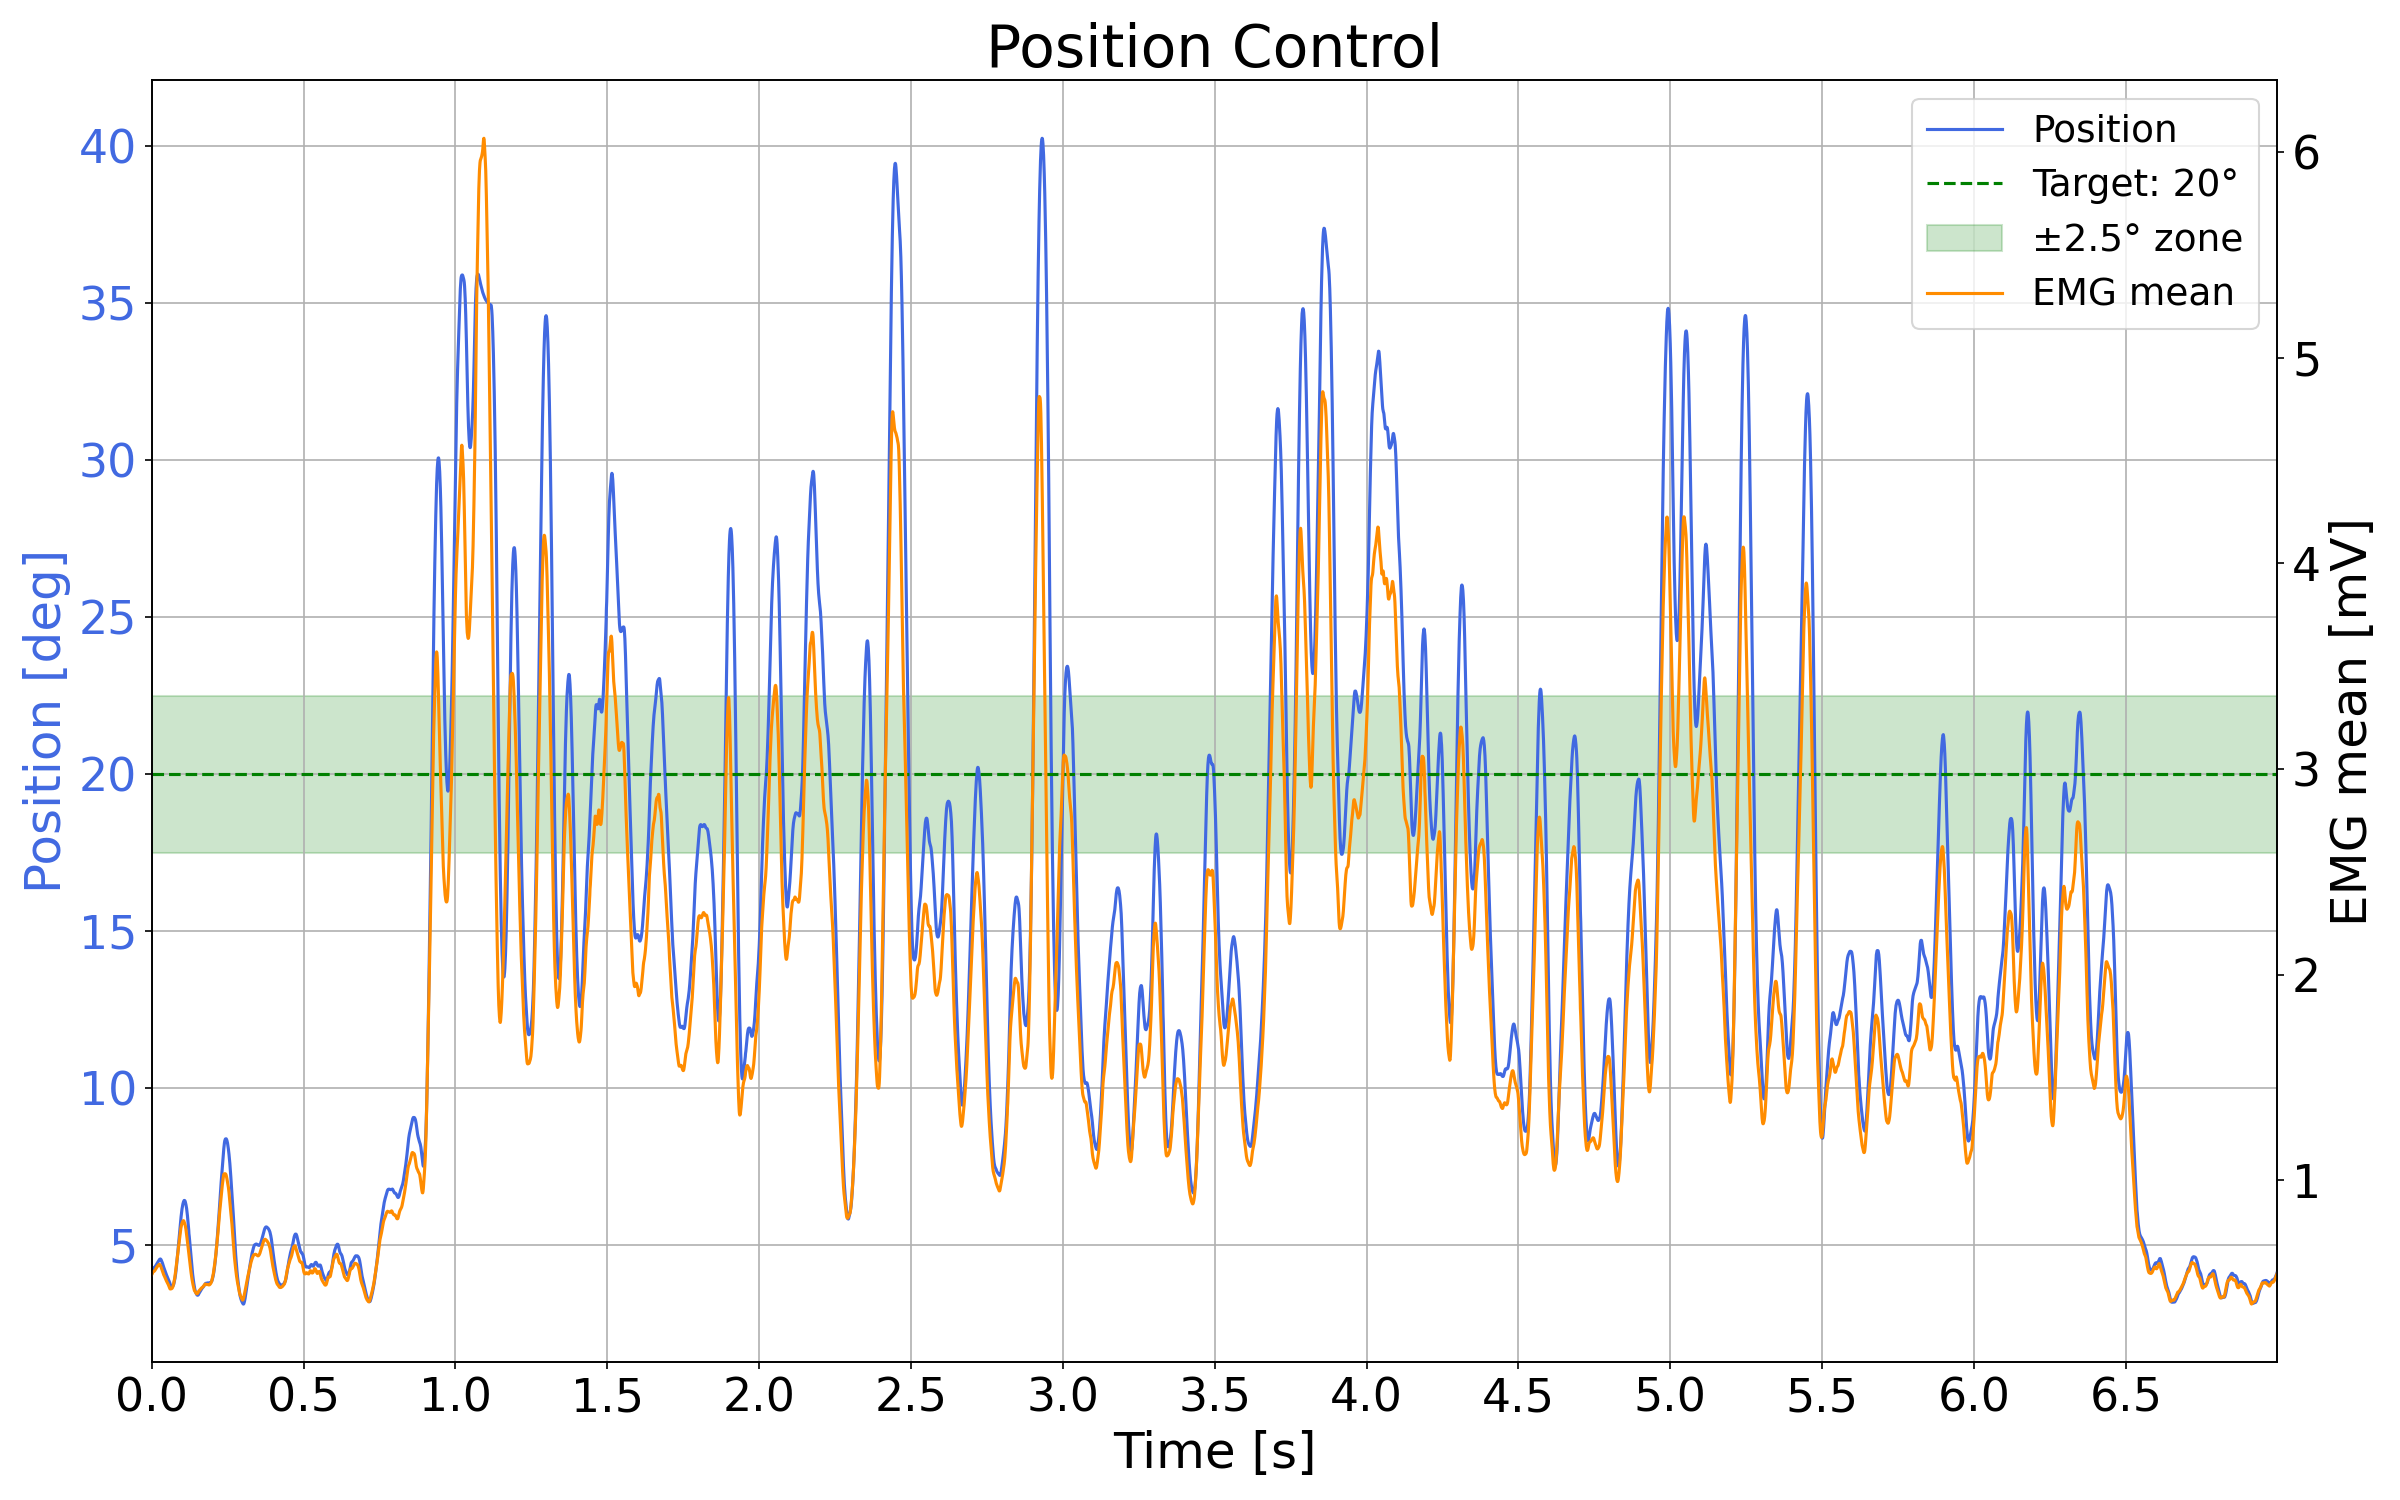 Position Control
Position [deg]
40
35
30
25
20
15
10
5
Position
Target: 20°
±2.5° zone
EMG mean
6
5
4
3
2
1
EMG mean [mV]
0.0 0.5 1.0 1.5 2.0 2.5 3.0 3.5 4.0 4.5 5.0 5.5 6.0 6.5
Time [s]